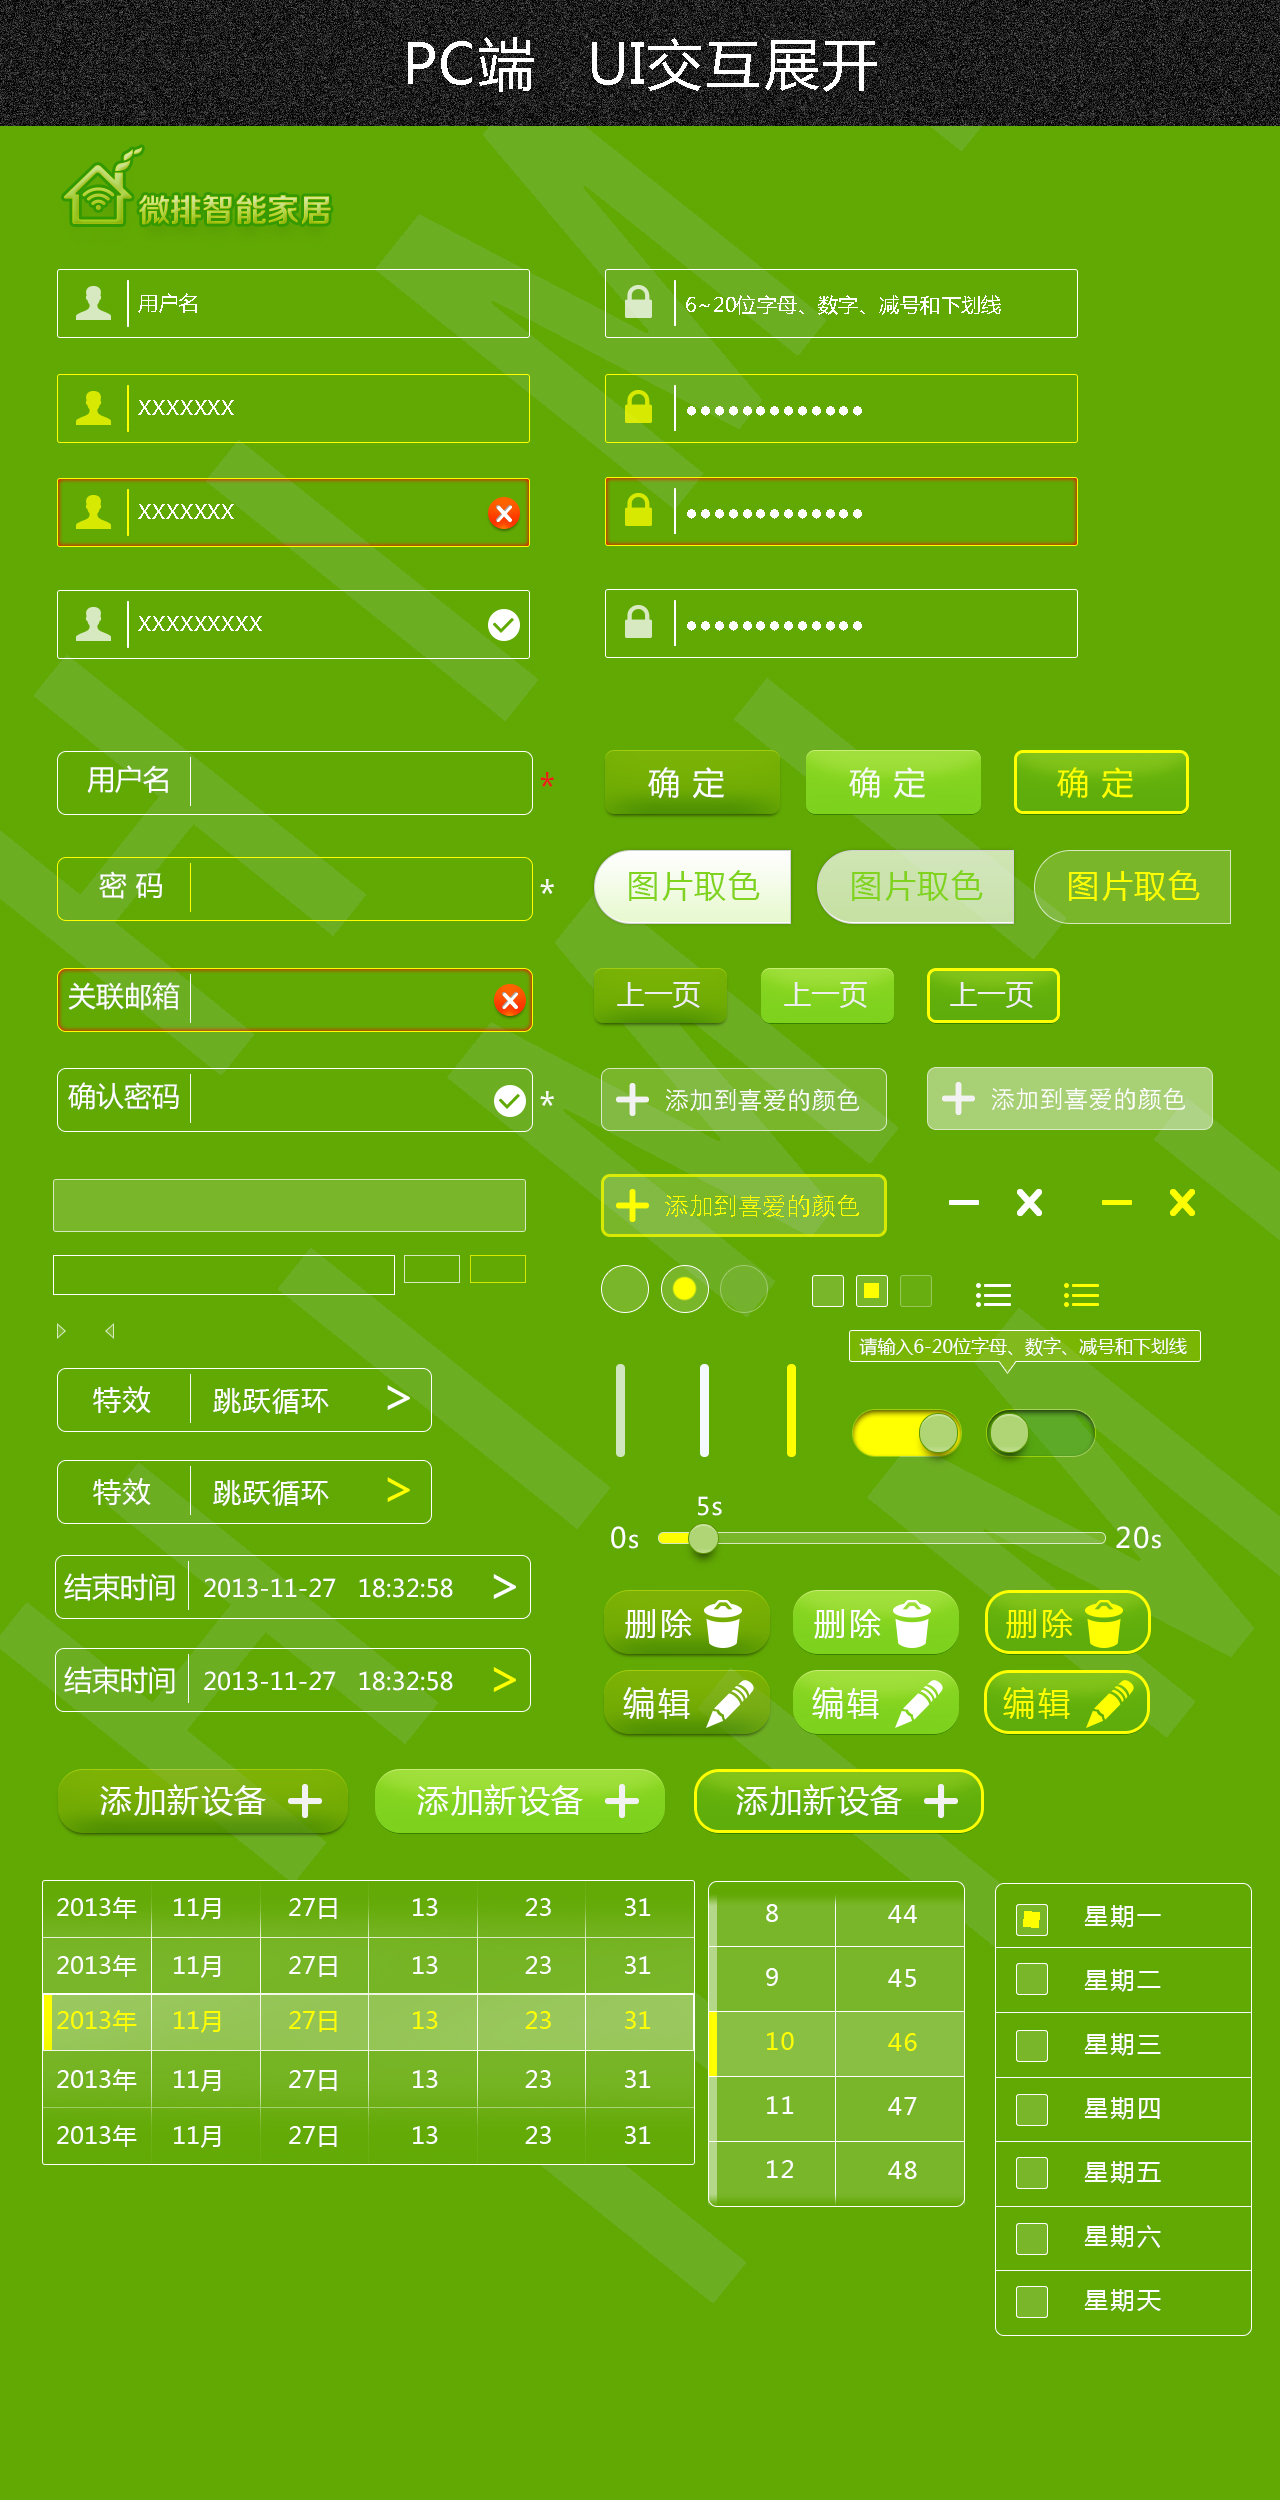 PC端 UI交互展开
微排智能家居
用户名
6~20位字母、数字、减号和下划线
XXXXXXX
XXXXXXX
XXXXXXXXX
用户名
*
确 定
确 定
确 定
密 码
*
图片取色
图片取色
图片取色
关联邮箱
上一页
上一页
上一页
确认密码
*
添加到喜爱的颜色
添加到喜爱的颜色
添加到喜爱的颜色
请输入6-20位字母、数字、减号和下划线
特效 跳跃循环 >
特效 跳跃循环 >
5s
0s
20s
结束时间 2013-11-27 18:32:58 >
删除
删除
删除
结束时间 2013-11-27 18:32:58 >
编辑
编辑
编辑
添加新设备
添加新设备
添加新设备
2013年 11月 27日 13 23 31
2013年 11月 27日 13 23 31
2013年 11月 27日 13 23 31
2013年 11月 27日 13 23 31
2013年 11月 27日 13 23 31
8 44
9 45
10 46
11 47
12 48
星期一
星期二
星期三
星期四
星期五
星期六
星期天